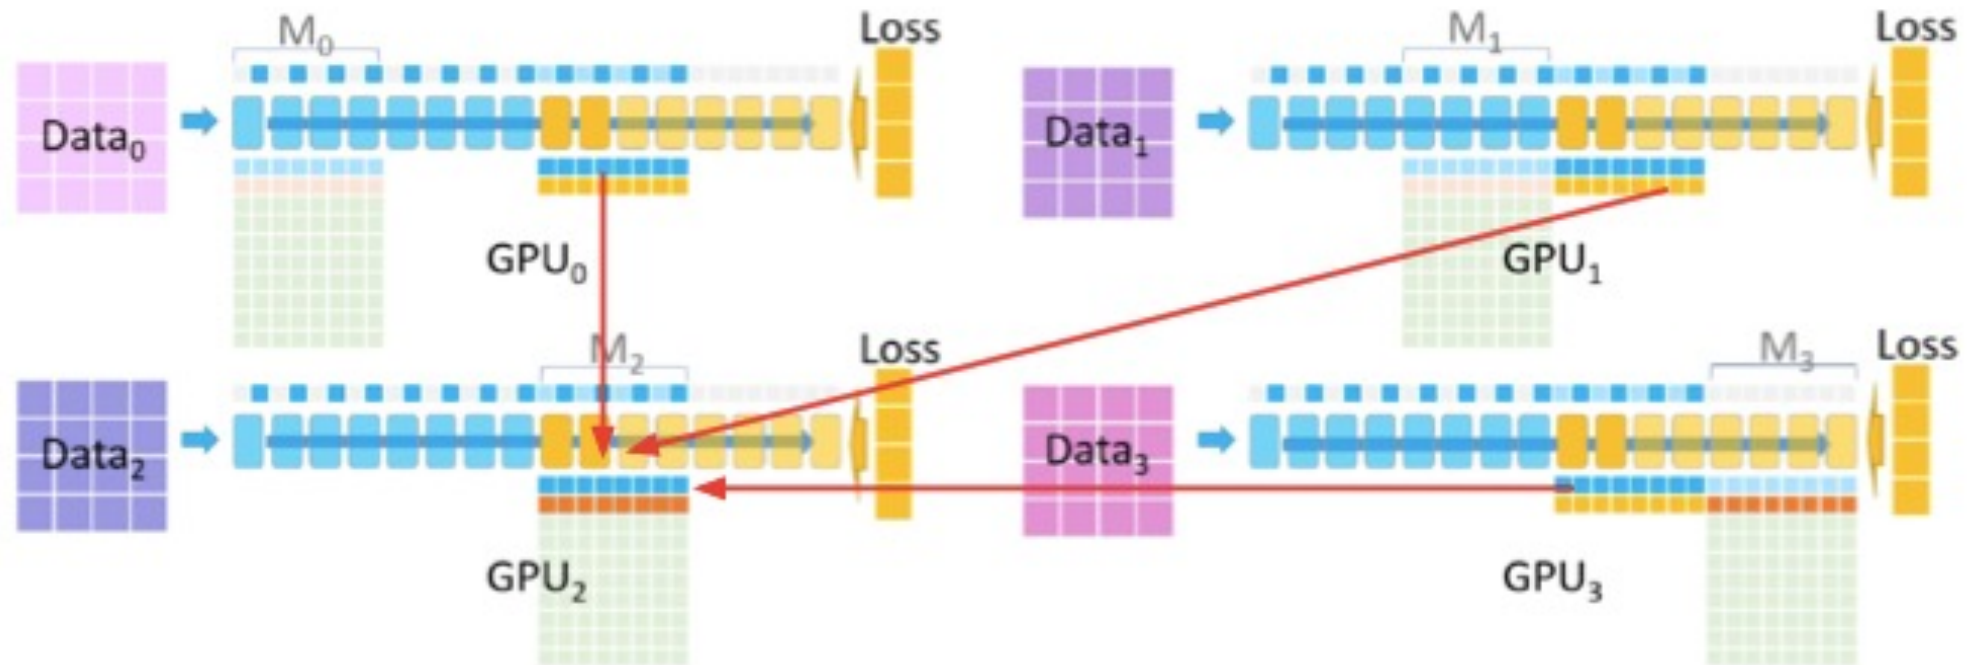 M₀
Loss
M₁
Loss
Data₀
Data₁
GPU₀
GPU₁
M₂
Loss
M₃
Loss
Data₂
Data₃
GPU₂
GPU₃